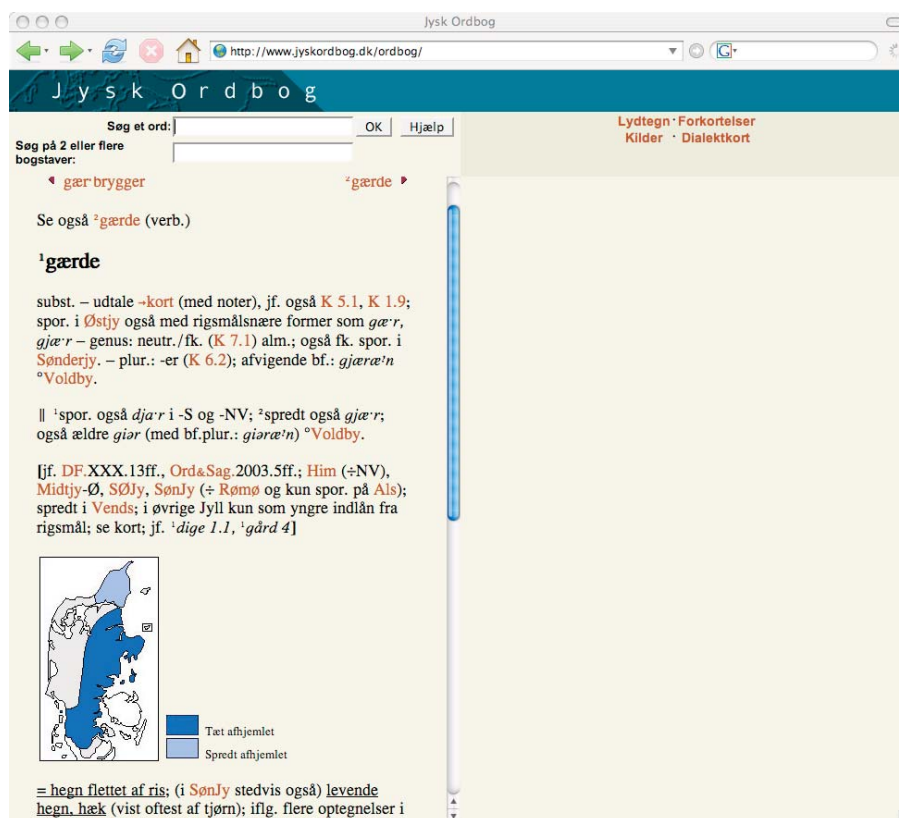 Jysk Ordbog
http://www.jyskordbog.dk/ordbog/
G
Jysk Ordbog
Søg et ord:
OK
Hjælp
Søg på 2 eller flere
bogstaver:
Lydtegn · Forkortelser
Kilder · Dialektkort
gær·brygger
²gærde
Se også ²gærde (verb.)
¹gærde
subst. – udtale →kort (med noter), jf. også K 5.1, K 1.9;
spor. i Østjy også med rigsmålsnære former som gæ·r,
gjæ·r – genus: neutr./fk. (K 7.1) alm.; også fk. spor. i
Sønderjy. – plur.: -er (K 6.2); afvigende bf.: gjæræˀn
°Voldby.
|| ¹spor. også dja·r i -S og -NV; ²spredt også gjæ·r;
også ældre giər (med bf.plur.: giəræˀn) °Voldby.
[jf. DF.XXX.13ff., Ord&Sag.2003.5ff.; Him (÷NV),
Midtjy-Ø, SØJy, SønJy (÷ Rømø og kun spor. på Als);
spredt i Vends; i øvrige Jyll kun som yngre indlån fra
rigsmål; se kort; jf. ¹dige 1.1, ¹gård 4]
Tæt afhjemlet
Spredt afhjemlet
= hegn flettet af ris; (i SønJy stedvis også) levende
hegn, hæk (vist oftest af tjørn); iflg. flere optegnelser i